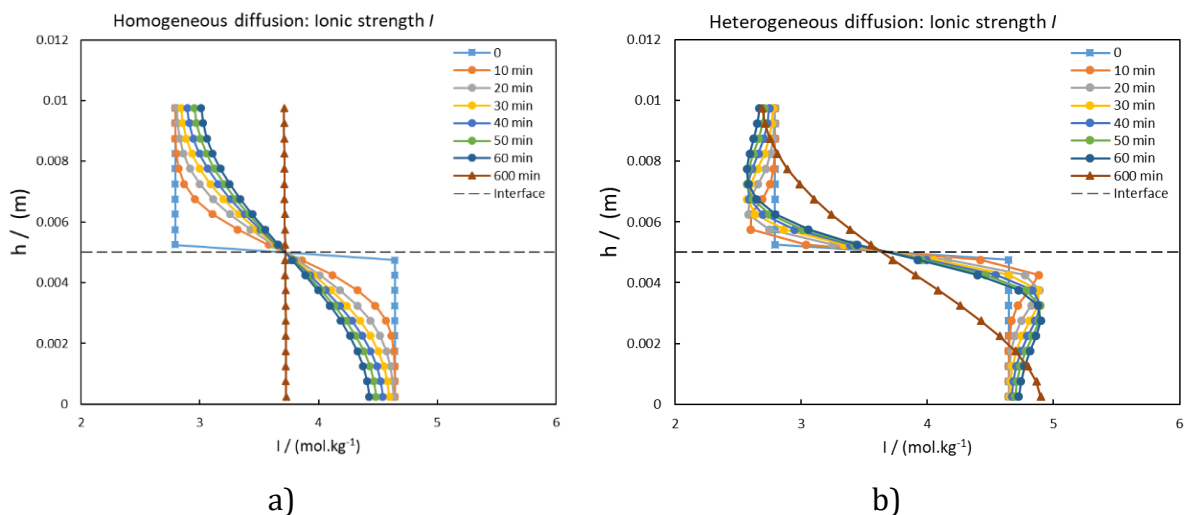 Homogeneous diffusion: Ionic strength I
0.012
0.01
0.008
0.006
0.004
0.002
0
h / (m)
2
3
4
5
6
I / (mol.kg-1)
0
10 min
20 min
30 min
40 min
50 min
60 min
600 min
Interface
a)
Heterogeneous diffusion: Ionic strength I
0.012
0.01
0.008
0.006
0.004
0.002
0
h / (m)
2
3
4
5
6
I / (mol.kg-1)
0
10 min
20 min
30 min
40 min
50 min
60 min
600 min
Interface
b)